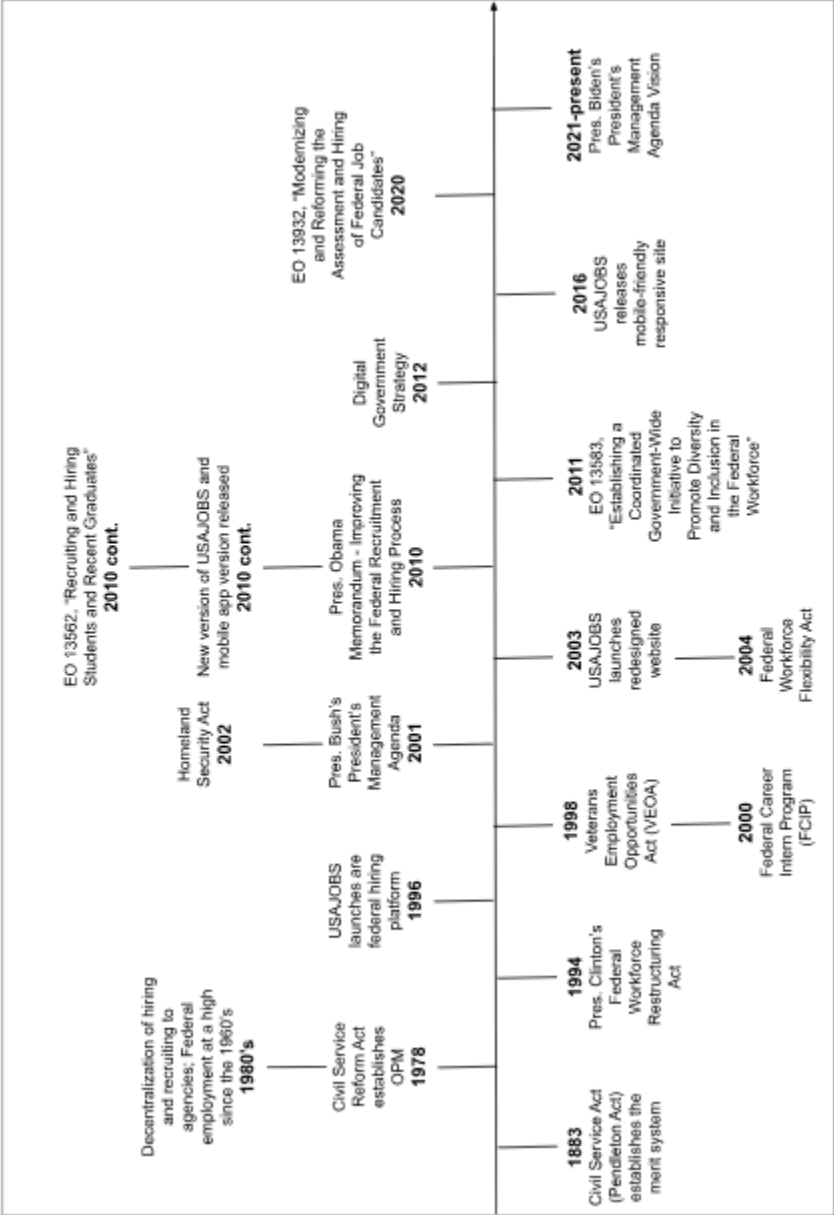 1883
Civil Service Act
(Pendleton Act)
establishes the
merit system
Decentralization of hiring
and recruiting to
agencies; Federal
employment at a high
since the 1960's
1980's
Civil Service
Reform Act
establishes
OPM
1978
1994
Pres. Clinton's
Federal
Workforce
Restructuring
Act
USAJOBS
launches are
federal hiring
platform
1996
1998
Veterans
Employment
Opportunities
Act (VEOA)
2000
Federal Career
Intern Program
(FCIP)
Homeland
Security Act
2002
Pres. Bush's
President's
Management
Agenda
2001
2003
USAJOBS
launches
redesigned
website
2004
Federal
Workforce
Flexibility Act
EO 13562, "Recruiting and Hiring
Students and Recent Graduates"
2010 cont.
New version of USAJOBS and
mobile app version released
2010 cont.
Pres. Obama
Memorandum - Improving
the Federal Recruitment
and Hiring Process
2010
2011
EO 13583,
"Establishing a
Coordinated
Government-Wide
Initiative to
Promote Diversity
and Inclusion in
the Federal
Workforce"
Digital
Government
Strategy
2012
2016
USAJOBS
releases
mobile-friendly
responsive site
EO 13932, "Modernizing
and Reforming the
Assessment and Hiring
of Federal Job
Candidates"
2020
2021-present
Pres. Biden's
President's
Management
Agenda Vision